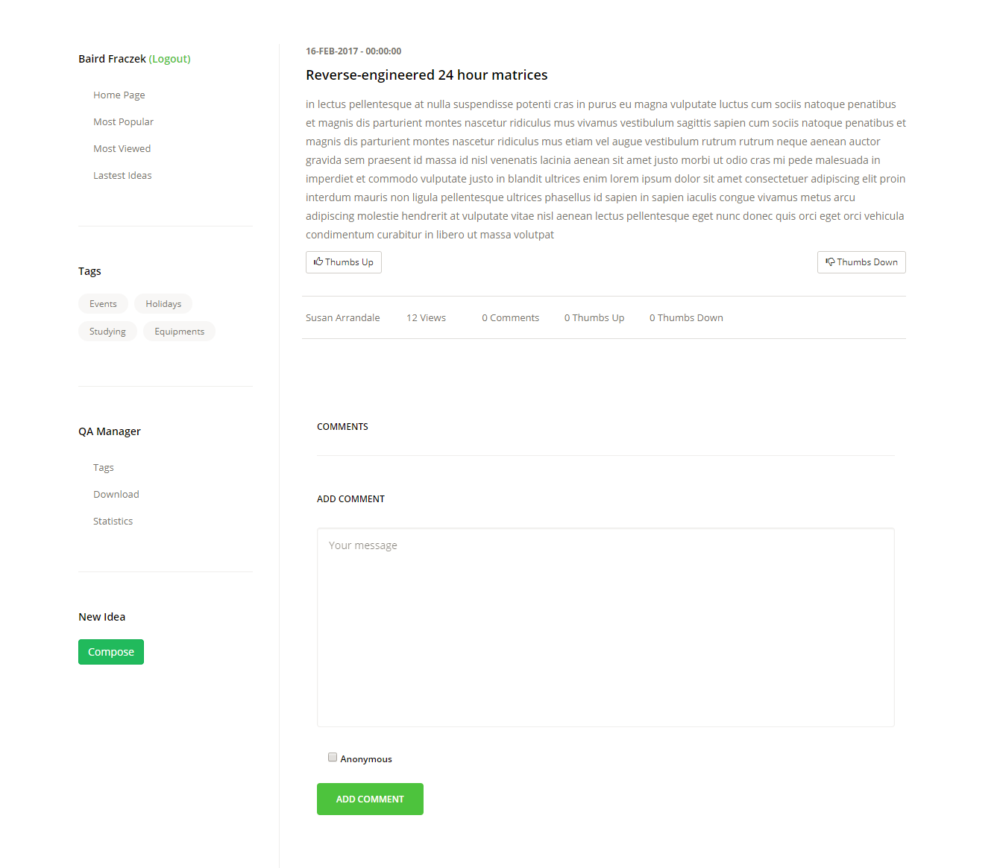 Baird Fraczek (Logout)
Home Page
Most Popular
Most Viewed
Lastest Ideas
Tags
Events Holidays
Studying Equipments
QA Manager
Tags
Download
Statistics
New Idea
Compose
16-FEB-2017 - 00:00:00
Reverse-engineered 24 hour matrices
in lectus pellentesque at nulla suspendisse potenti cras in purus eu magna vulputate luctus cum sociis natoque penatibus
et magnis dis parturient montes nascetur ridiculus mus vivamus vestibulum sagittis sapien cum sociis natoque penatibus et
magnis dis parturient montes nascetur ridiculus mus etiam vel augue vestibulum rutrum rutrum neque aenean auctor
gravida sem praesent id massa id nisl venenatis lacinia aenean sit amet justo morbi ut odio cras mi pede malesuada in
imperdiet et commodo vulputate justo in blandit ultrices enim lorem ipsum dolor sit amet consectetuer adipiscing elit proin
interdum mauris non ligula pellentesque ultrices phasellus id sapien in sapien iaculis congue vivamus metus arcu
adipiscing molestie hendrerit at vulputate vitae nisl aenean lectus pellentesque eget nunc donec quis orci eget orci vehicula
condimentum curabitur in libero ut massa volutpat
Thumbs Up Thumbs Down
Susan Arrandale 12 Views 0 Comments 0 Thumbs Up 0 Thumbs Down
COMMENTS
ADD COMMENT
Your message
Anonymous
ADD COMMENT